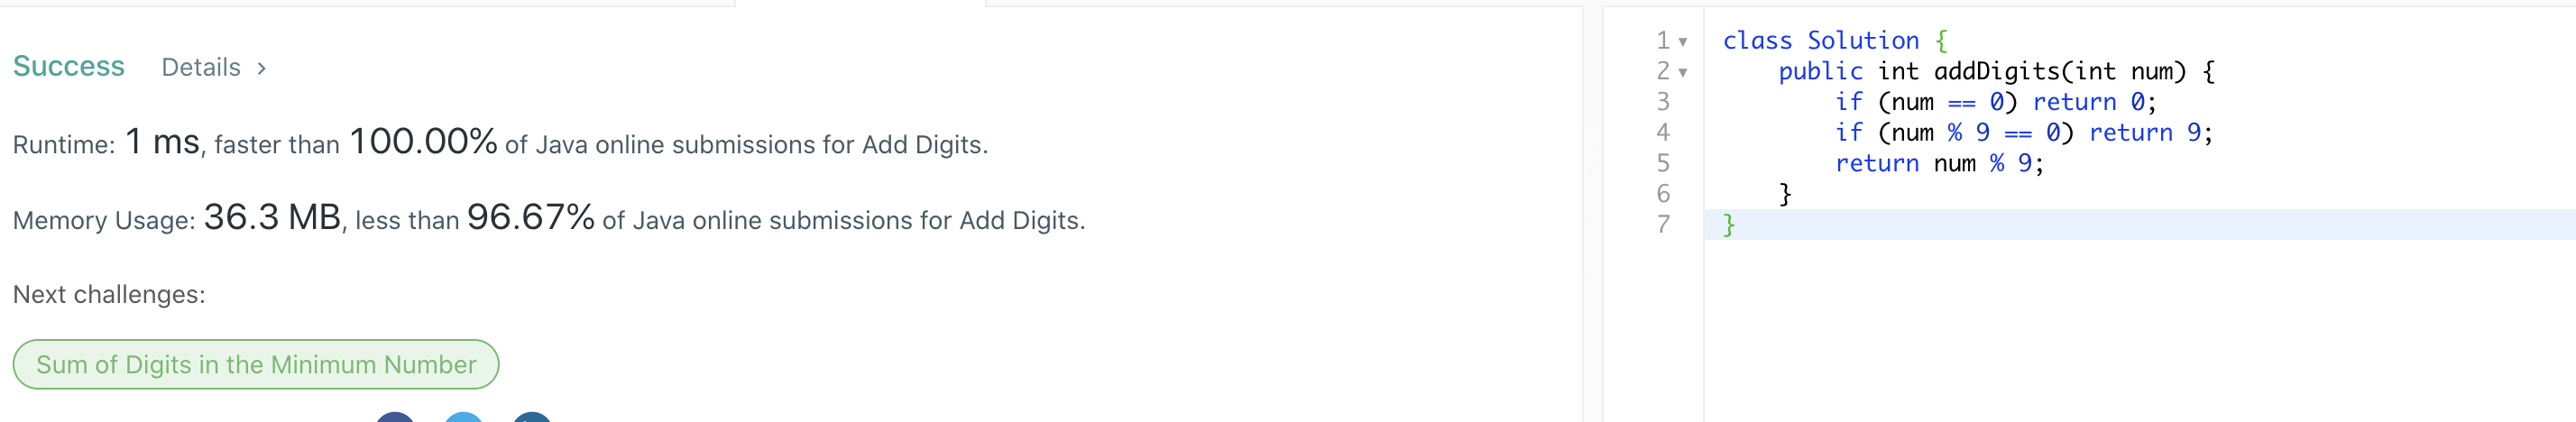 Success Details >
Runtime: 1 ms, faster than 100.00% of Java online submissions for Add Digits.
Memory Usage: 36.3 MB, less than 96.67% of Java online submissions for Add Digits.
Next challenges:
Sum of Digits in the Minimum Number
1 class Solution {
2     public int addDigits(int num) {
3         if (num == 0) return 0;
4         if (num % 9 == 0) return 9;
5         return num % 9;
6     }
7 }